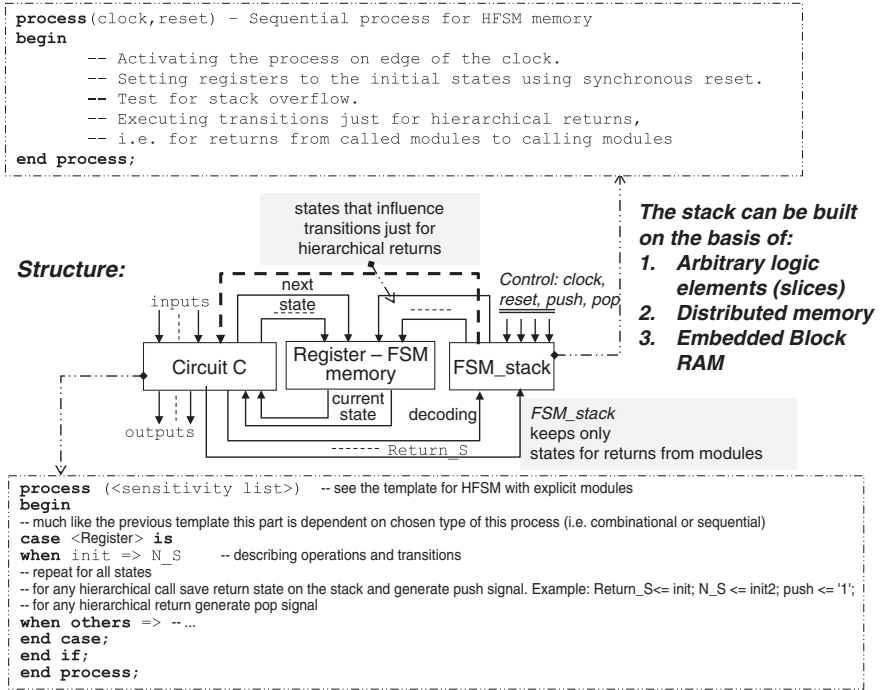 process(clock,reset) – Sequential process for HFSM memory
begin
-- Activating the process on edge of the clock.
-- Setting registers to the initial states using synchronous reset.
-- Test for stack overflow.
-- Executing transitions just for hierarchical returns,
-- i.e. for returns from called modules to calling modules
end process;
states that influence
transitions just for
hierarchical returns
The stack can be built
on the basis of:
1. Arbitrary logic
elements (slices)
2. Distributed memory
3. Embedded Block
RAM
Structure:
Control: clock,
reset, push, pop
next
state
inputs
Circuit C
Register – FSM
memory
FSM_stack
current
state
decoding
outputs
Return_S
FSM_stack
keeps only
states for returns from modules
process (<sensitivity list>) -- see the template for HFSM with explicit modules
begin
-- much like the previous template this part is dependent on chosen type of this process (i.e. combinational or sequential)
case <Register> is
when init => N_S -- describing operations and transitions
-- repeat for all states
-- for any hierarchical call save return state on the stack and generate push signal. Example: Return_S<= init; N_S <= init2; push <= '1';
-- for any hierarchical return generate pop signal
when others => -- ...
end case;
end if;
end process;